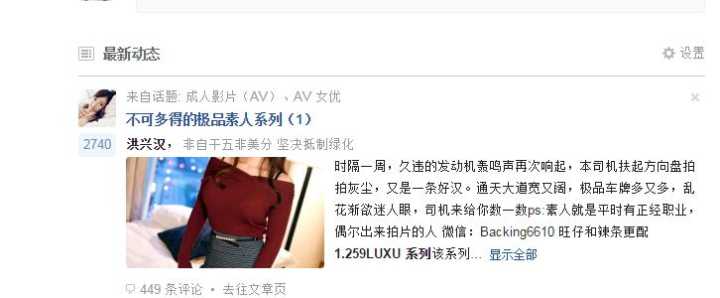 最新动态
设置
来自话题: 成人影片（AV）、AV 女优
不可多得的极品素人系列（1）
2740
洪兴汉，非自干五非美分 坚决抵制绿化
时隔一周，久违的发动机轰鸣声再次响起，本司机扶起方向盘拍
拍灰尘，又是一条好汉。通天大道宽又阔，极品车牌多又多，乱
花渐欲迷人眼，司机来给你数一数ps:素人就是平时有正经职业，
偶尔出来拍片的人 微信：Backing6610 旺仔和辣条更配
1.259LUXU 系列该系列... 显示全部
449 条评论 • 去往文章页